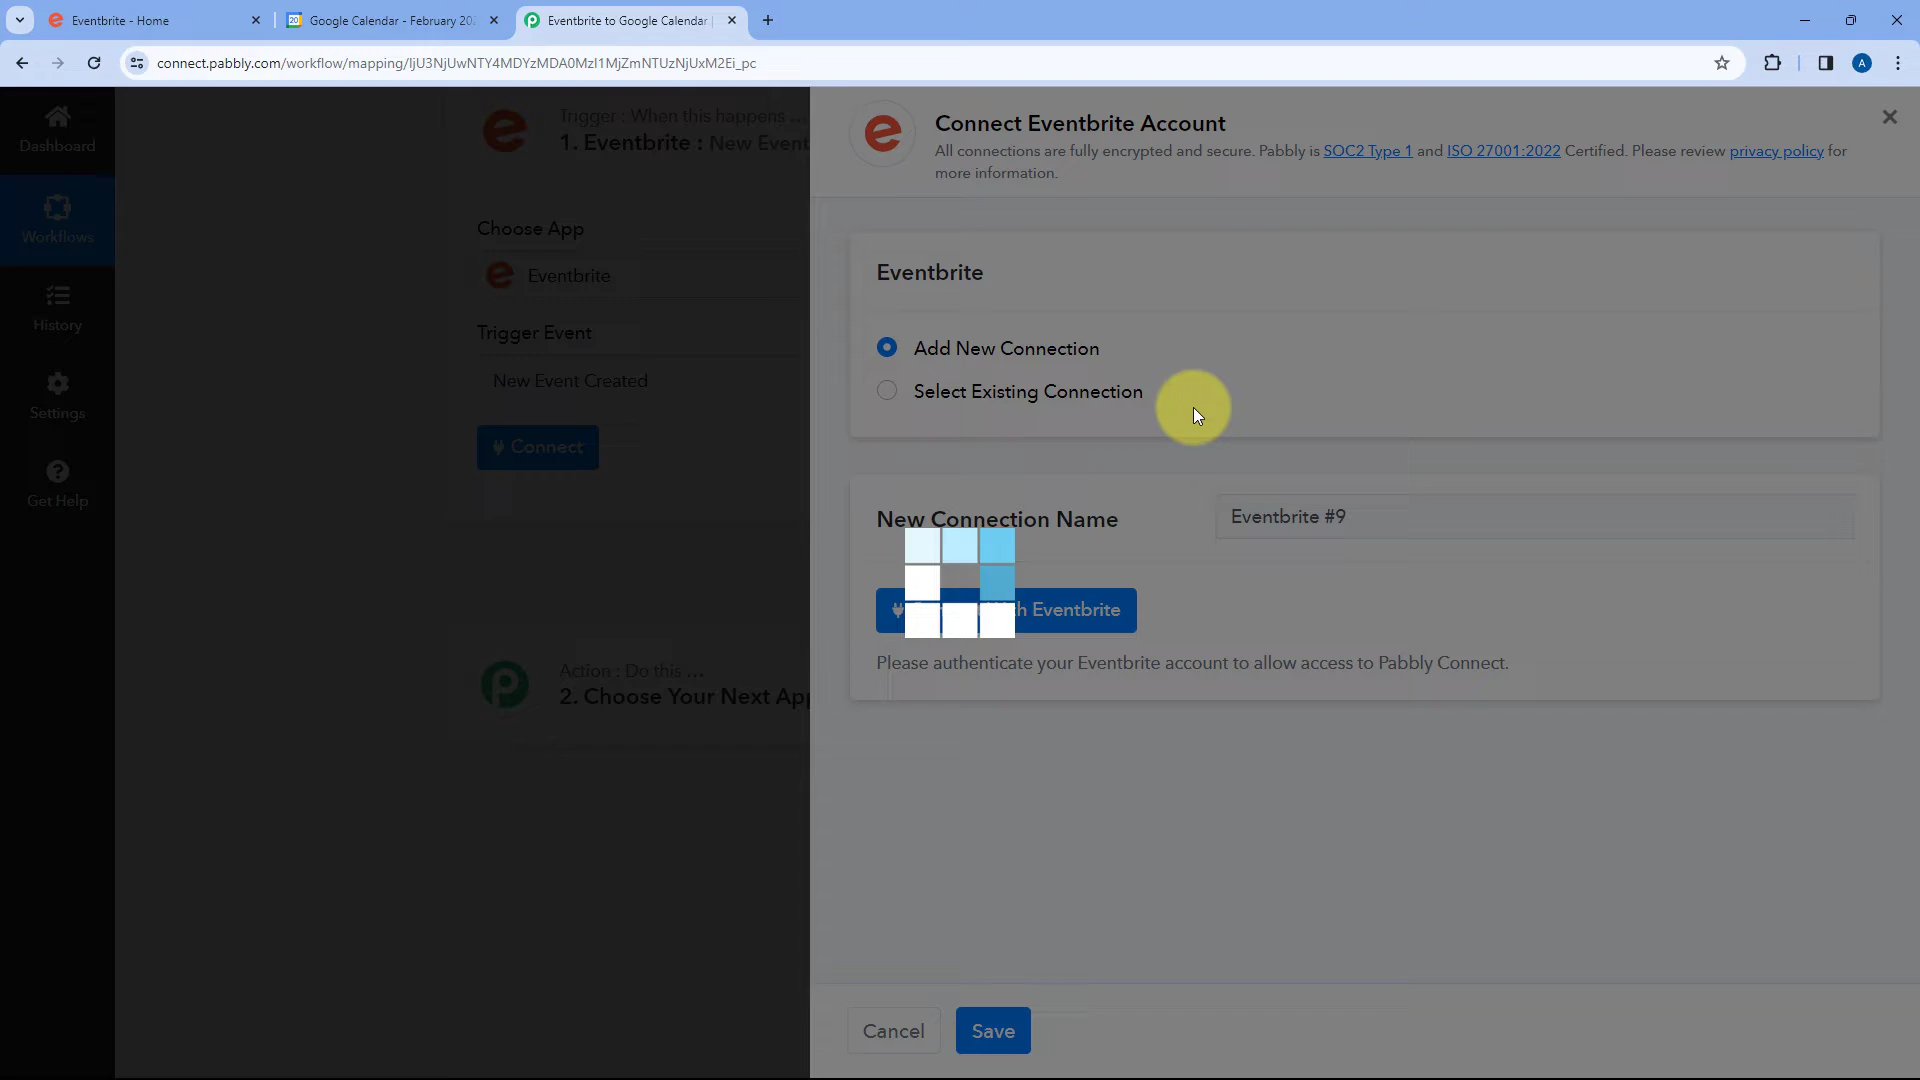 Eventbrite - Home
Google Calendar - February 20
Eventbrite to Google Calendar
connect.pabbly.com/workflow/mapping/IjU3NjUwNTY4MDYzMDA0MzI1MjZmNTUzNjUxM2Ei_pc
A
Dashboard
Workflows
History
Settings
Get Help
Trigger : When this happens ...
1. Eventbrite : New Event
Choose App
Eventbrite
Trigger Event
New Event Created
Connect
Action : Do this ...
2. Choose Your Next App
Connect Eventbrite Account
All connections are fully encrypted and secure. Pabbly is SOC2 Type 1 and ISO 27001:2022 Certified. Please review privacy policy for
more information.
Eventbrite
Add New Connection
Select Existing Connection
New Connection Name
Eventbrite #9
Eventbrite
Please authenticate your Eventbrite account to allow access to Pabbly Connect.
Cancel
Save